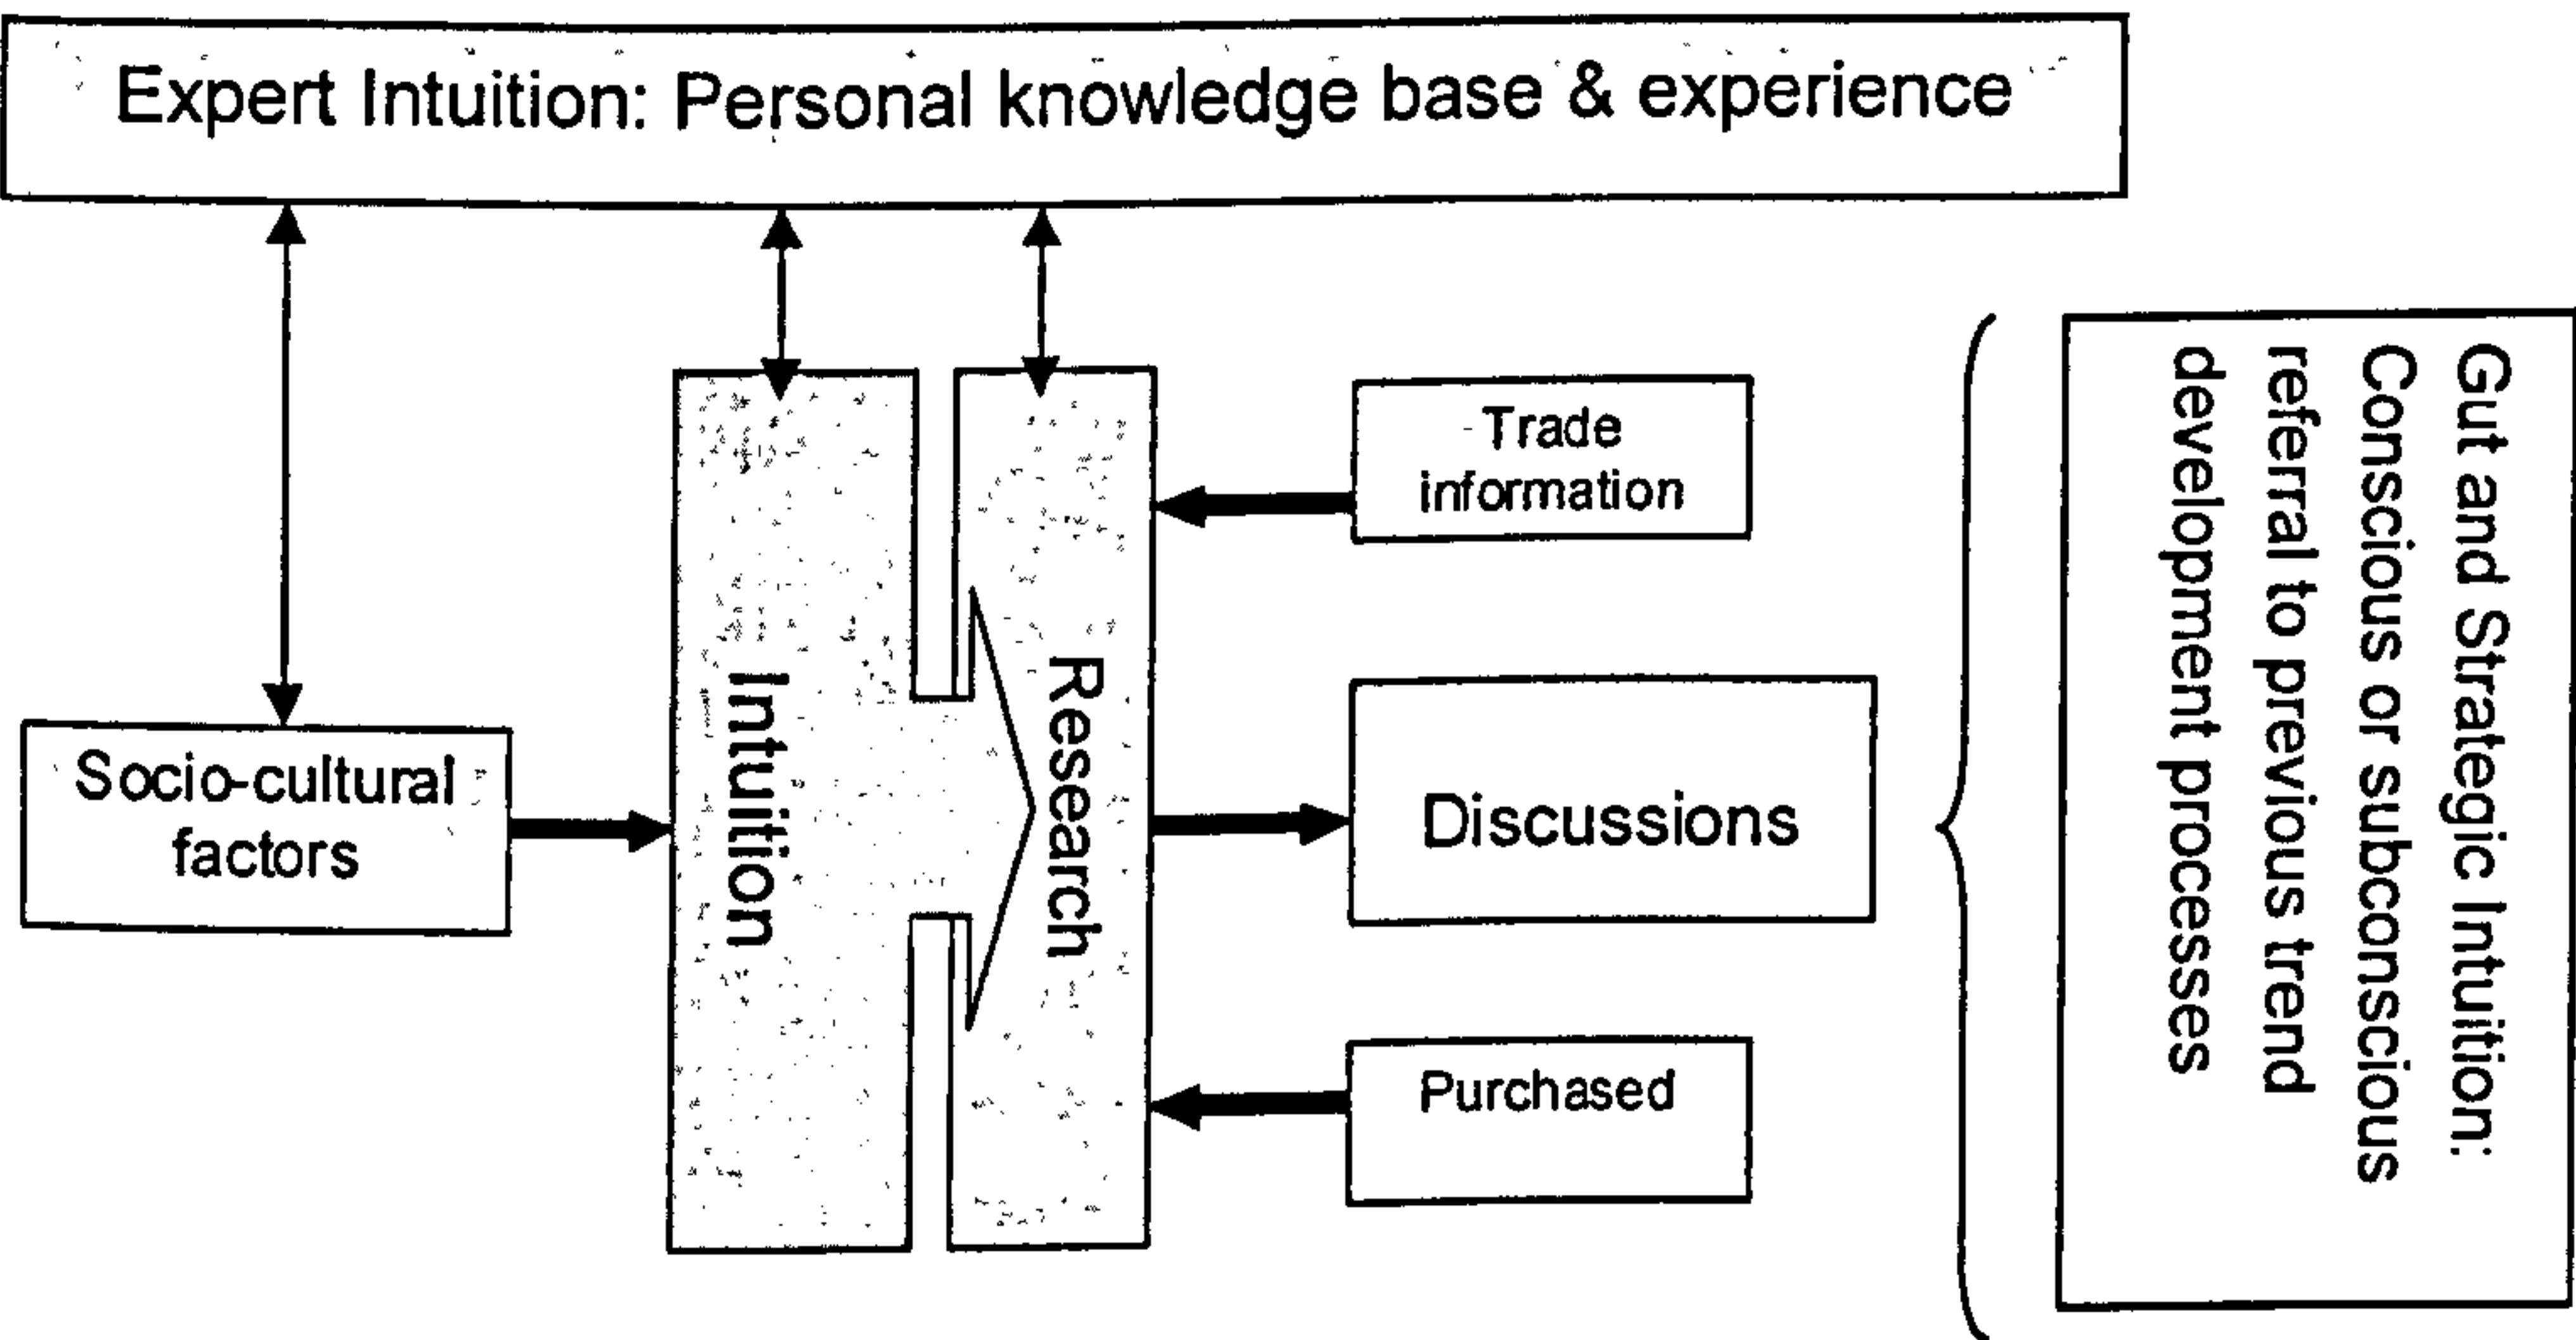 Expert Intuition: Personal knowledge base & experience
Socio-cultural
factors
Intuition
Research
Trade
information
Discussions
Purchased
Gut and Strategic Intuition:
Conscious or subconscious
referral to previous trend
development processes